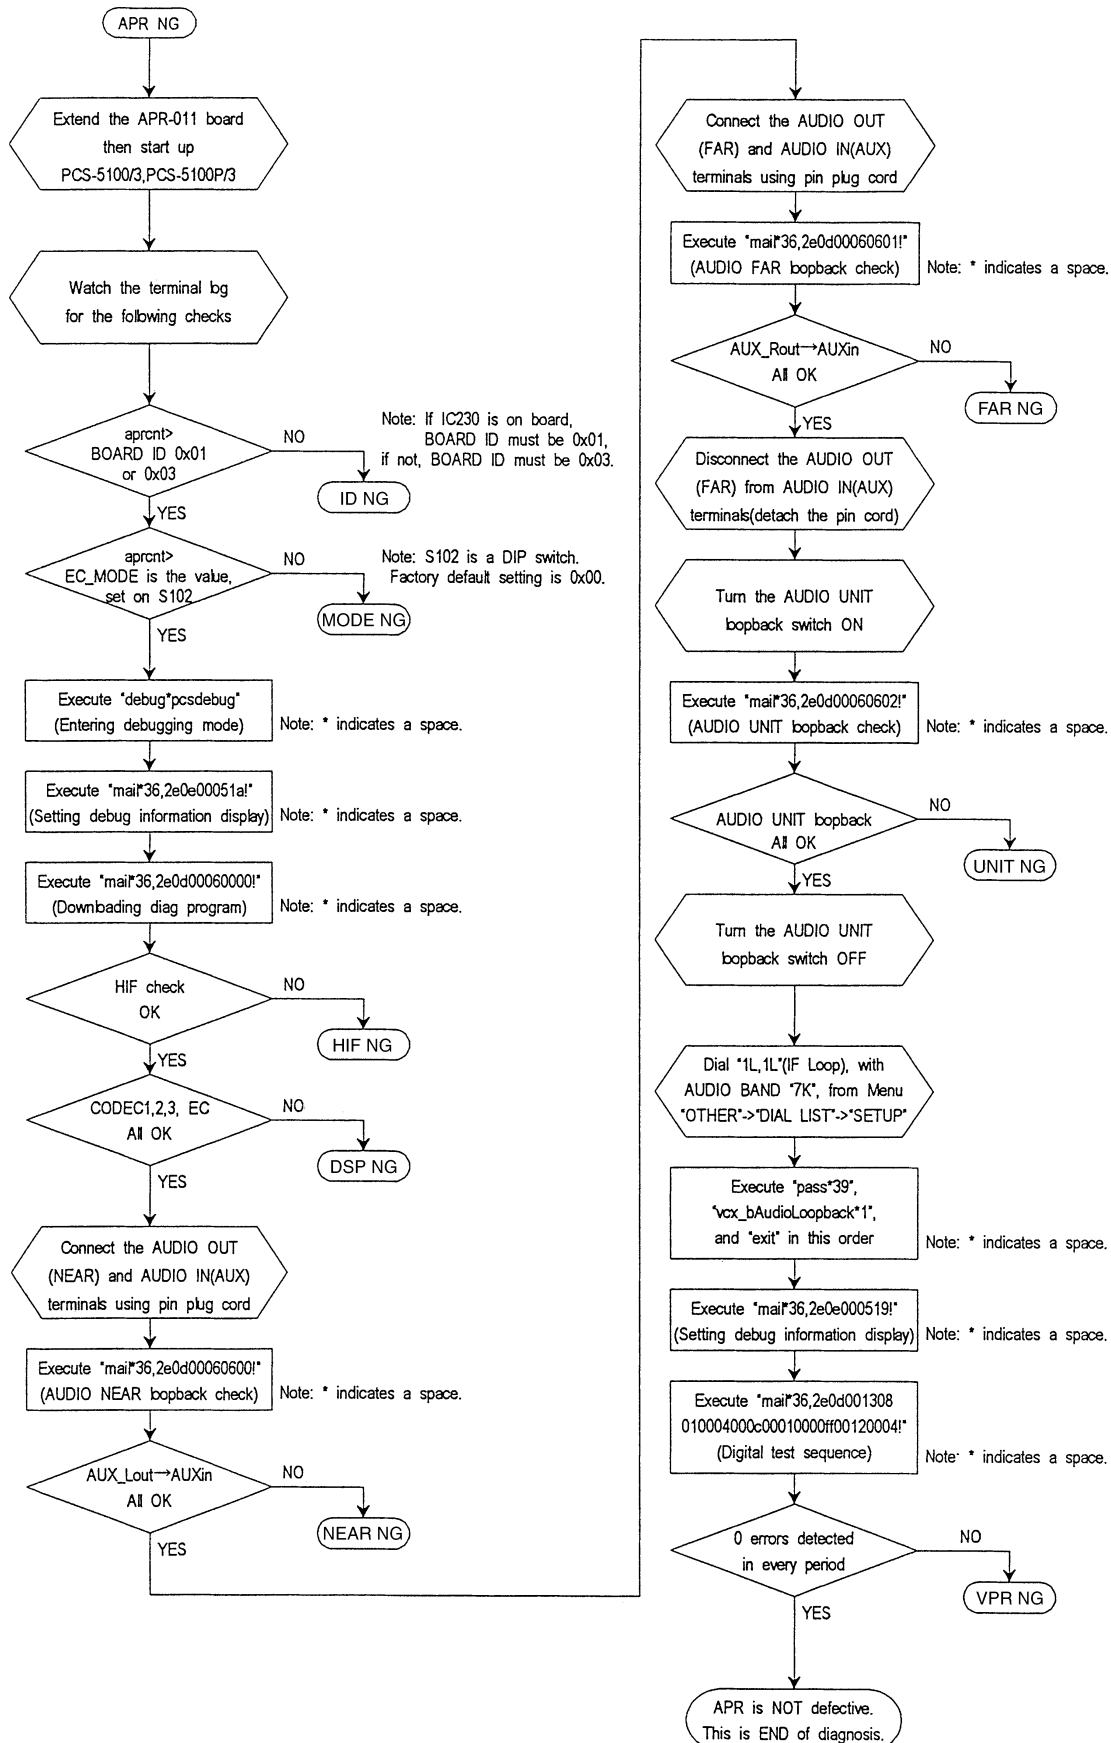 APR NG
Extend the APR-011 board
then start up
PCS-5100/3,PCS-5100P/3
Watch the terminal log
for the following checks
aprcnt>
BOARD ID 0x01
or 0x03
NO
Note: If IC230 is on board,
BOARD ID must be 0x01,
if not, BOARD ID must be 0x03.
ID NG
YES
aprcnt>
EC_MODE is the value,
set on S102
NO
Note: S102 is a DIP switch.
Factory default setting is 0x00.
MODE NG
YES
Execute "debug*pcsdebug"
(Entering debugging mode)
Note: * indicates a space.
Execute "mail*36,2e0e00051a!"
(Setting debug information display)
Note: * indicates a space.
Execute "mail*36,2e0d00060000!"
(Downloading diag program)
Note: * indicates a space.
HIF check
OK
NO
HIF NG
YES
CODEC1,2,3, EC
All OK
NO
DSP NG
YES
Connect the AUDIO OUT
(NEAR) and AUDIO IN(AUX)
terminals using pin plug cord
Execute "mail*36,2e0d00060600!"
(AUDIO NEAR loopback check)
Note: * indicates a space.
AUX_Lout→AUXin
All OK
NO
NEAR NG
YES
Connect the AUDIO OUT
(FAR) and AUDIO IN(AUX)
terminals using pin plug cord
Execute "mail*36,2e0d00060601!"
(AUDIO FAR loopback check)
Note: * indicates a space.
AUX_Rout→AUXin
All OK
NO
FAR NG
YES
Disconnect the AUDIO OUT
(FAR) from AUDIO IN(AUX)
terminals(detach the pin cord)
Turn the AUDIO UNIT
loopback switch ON
Execute "mail*36,2e0d00060602!"
(AUDIO UNIT loopback check)
Note: * indicates a space.
AUDIO UNIT loopback
All OK
NO
UNIT NG
YES
Turn the AUDIO UNIT
loopback switch OFF
Dial "1L,1L"(IF Loop), with
AUDIO BAND "7K", from Menu
"OTHER"->"DIAL LIST"->"SETUP"
Execute "pass*39",
"vcx_bAudioLoopback*1",
and "exit" in this order
Note: * indicates a space.
Execute "mail*36,2e0e000519!"
(Setting debug information display)
Note: * indicates a space.
Execute "mail*36,2e0d001308
010004000c00010000ff00120004!"
(Digital test sequence)
Note: * indicates a space.
0 errors detected
in every period
NO
VPR NG
YES
APR is NOT defective.
This is END of diagnosis.